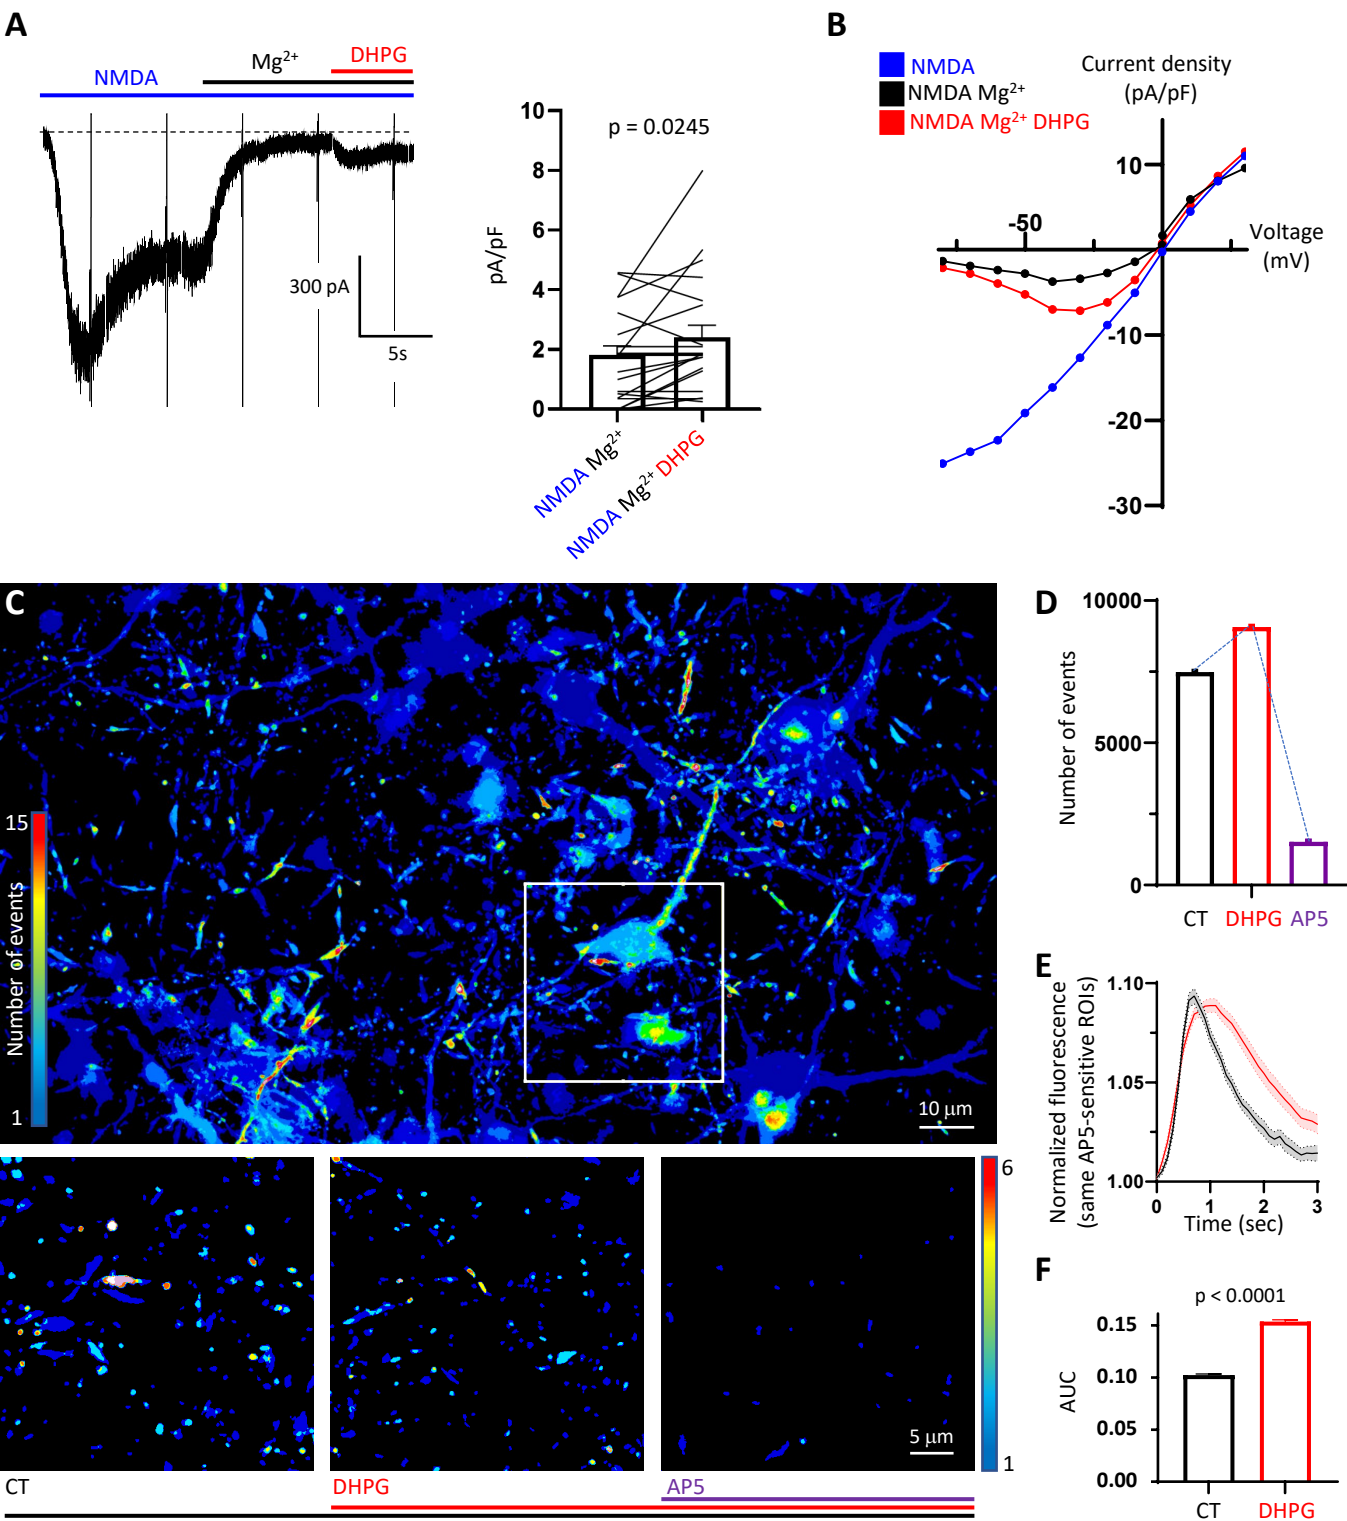 A
NMDA
Mg²⁺
DHPG
300 pA
5s
p = 0.0245
pA/pF
10
8
6
4
2
0
NMDA Mg²⁺
NMDA Mg²⁺ DHPG
B
NMDA
NMDA Mg²⁺
NMDA Mg²⁺ DHPG
Current density
(pA/pF)
10
-50
Voltage
(mV)
-10
-20
-30
C
15
Number of events
1
10 μm
6
1
5 μm
CT
DHPG
AP5
D
Number of events
10000
5000
0
CT
DHPG
AP5
E
Normalized fluorescence
(same AP5-sensitive ROIs)
1.10
1.05
1.00
0
1
2
3
Time (sec)
F
p < 0.0001
AUC
0.15
0.10
0.05
0.00
CT
DHPG